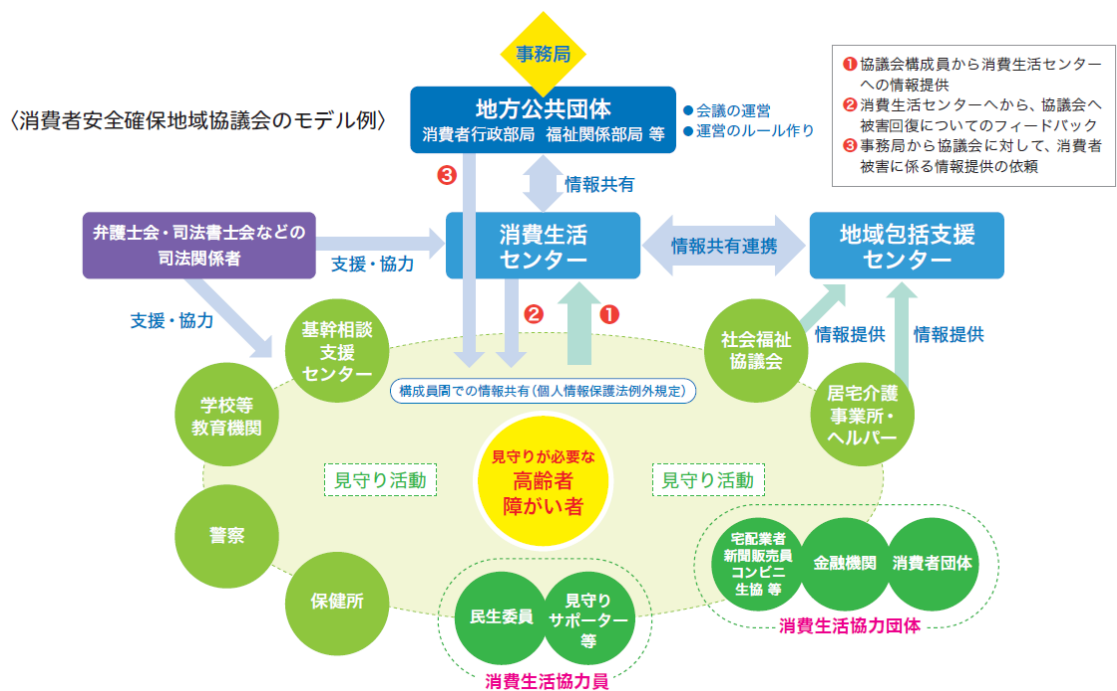 〈消費者安全確保地域協議会のモデル例〉
事務局
地方公共団体
消費者行政部局 福祉関係部局 等
●会議の運営
●運営のルール作り
❶協議会構成員から消費生活センター
への情報提供
❷消費生活センターへから、協議会へ
被害回復についてのフィードバック
❸事務局から協議会に対して、消費者
被害に係る情報提供の依頼
❸
情報共有
弁護士会・司法書士会などの
司法関係者
支援・協力
消費生活
センター
情報共有連携
地域包括支援
センター
支援・協力
❷
❶
情報提供
情報提供
基幹相談
支援
センター
社会福祉
協議会
構成員間での情報共有（個人情報保護法例外規定）
学校等
教育機関
居宅介護
事業所・
ヘルパー
見守りが必要な
高齢者
障がい者
見守り活動
見守り活動
警察
保健所
民生委員
見守り
サポーター
等
消費生活協力員
宅配業者
新聞販売員
コンビニ
生協 等
金融機関
消費者団体
消費生活協力団体